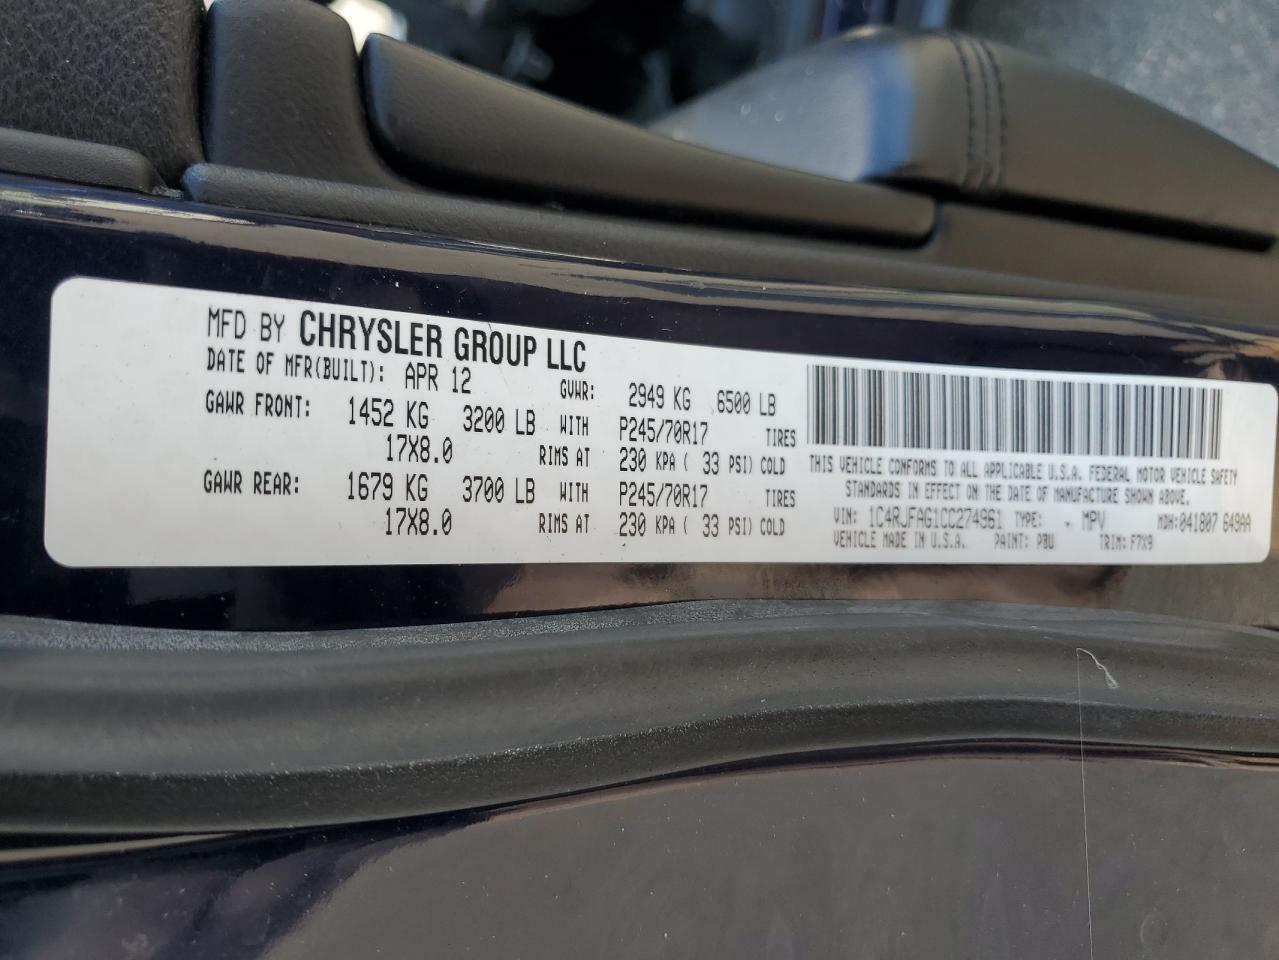 MFD BY CHRYSLER GROUP LLC
DATE OF MFR(BUILT): APR 12 GVWR: 2949 KG 6500 LB
GAWR FRONT: 1452 KG 3200 LB WITH P245/70R17 TIRES
17X8.0 RIMS AT 230 KPA ( 33 PSI) COLD
GAWR REAR: 1679 KG 3700 LB WITH P245/70R17 TIRES
17X8.0 RIMS AT 230 KPA ( 33 PSI) COLD
THIS VEHICLE CONFORMS TO ALL APPLICABLE U.S.A. FEDERAL MOTOR VEHICLE SAFETY
STANDARDS IN EFFECT ON THE DATE OF MANUFACTURE SHOWN ABOVE.
VIN: 1C4RJFAG1CC274961 TYPE: MPV MDH: 041807 649AA
VEHICLE MADE IN U.S.A. PAINT: PBU TRIM: F7X9